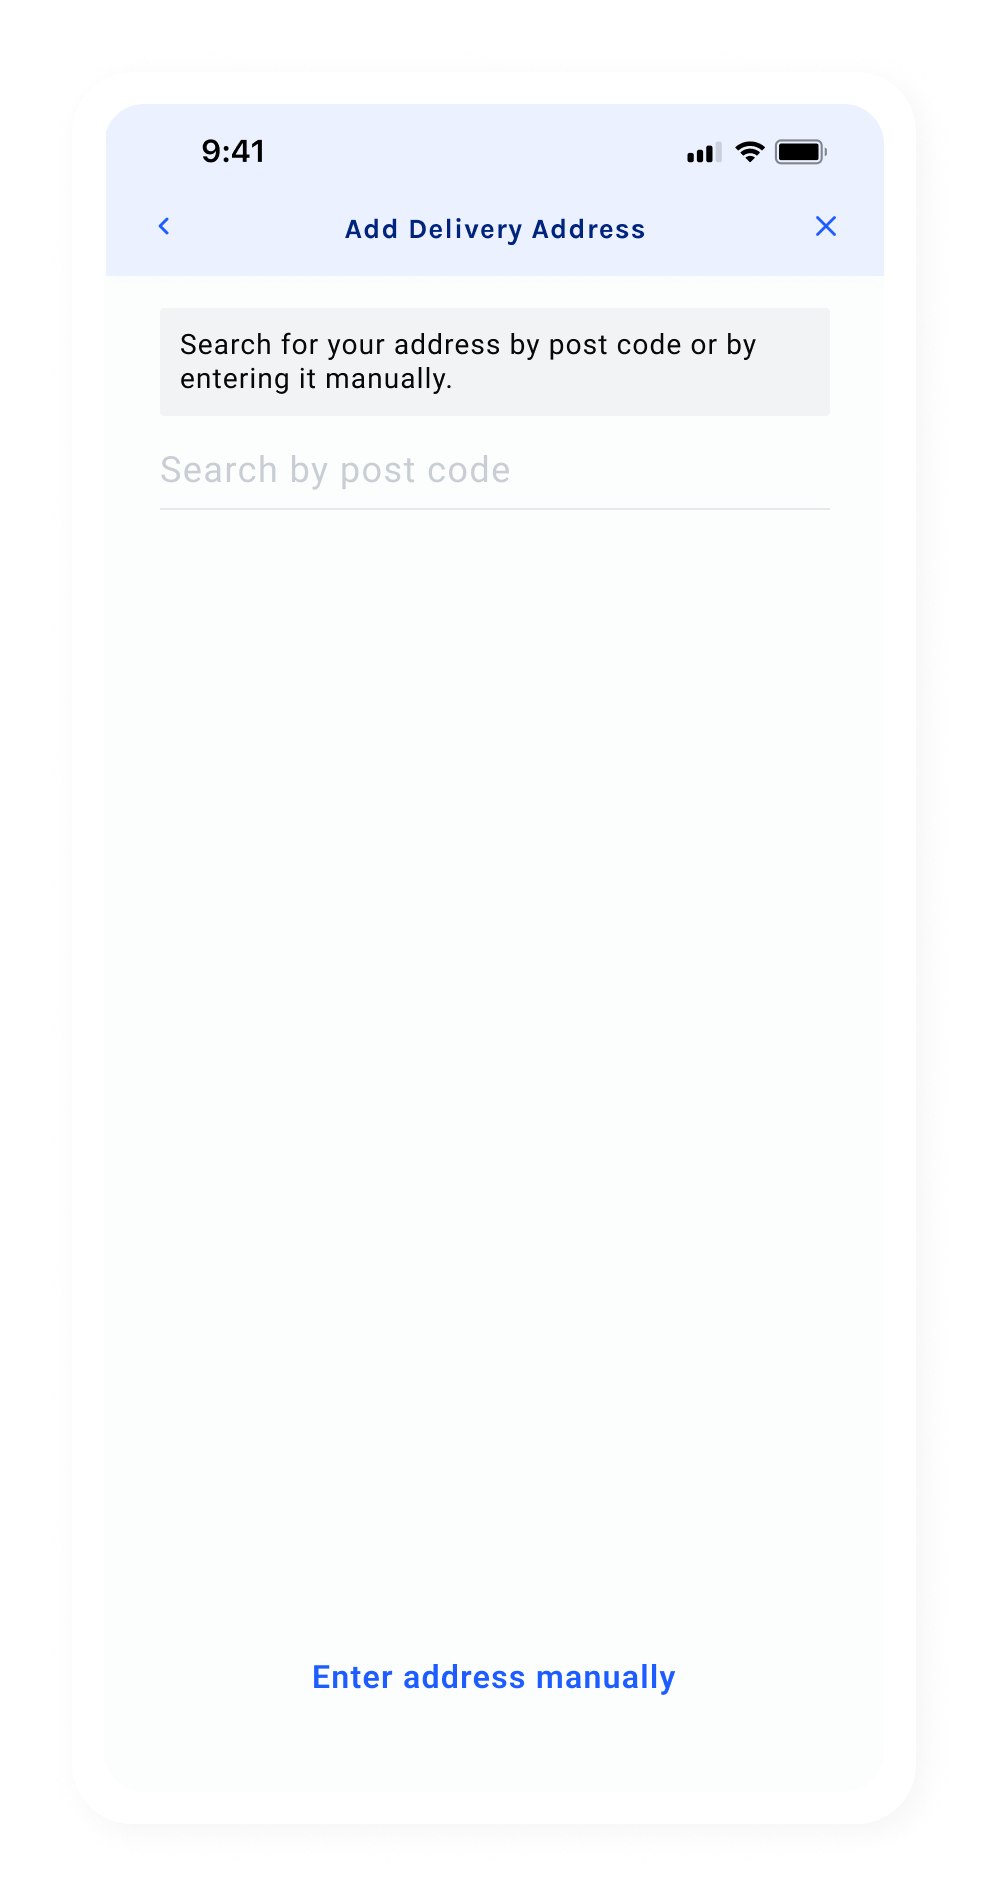 9:41
Add Delivery Address
Search for your address by post code or by
entering it manually.
Search by post code
Enter address manually